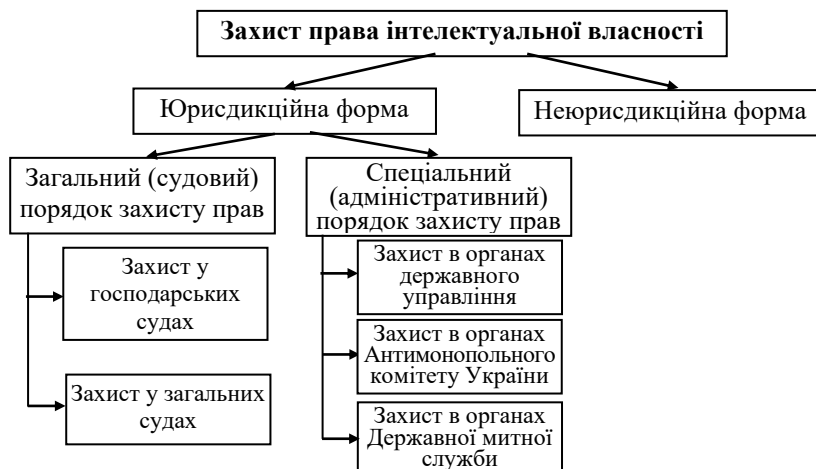 Захист права інтелектуальної власності
Юрисдикційна форма
Неюрисдикційна форма
Загальний (судовий)
порядок захисту прав
Спеціальний
(адміністративний)
порядок захисту прав
Захист у
господарських
судах
Захист у загальних
судах
Захист в органах
державного
управління
Захист в органах
Антимонопольного
комітету України
Захист в органах
Державної митної
служби